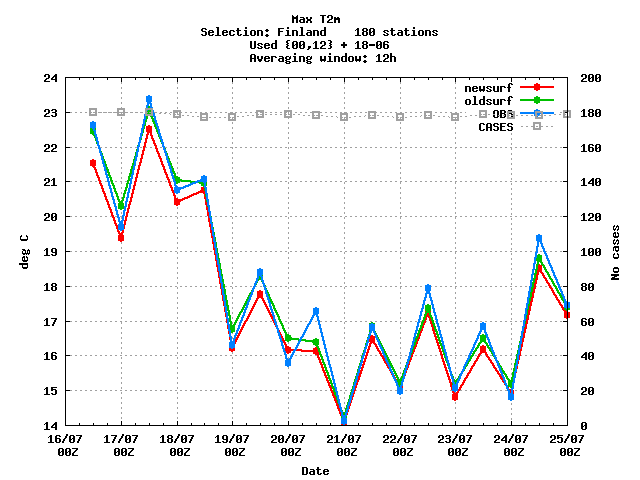 Max T2m
Selection: Finland    180 stations
Used {00,12} + 18-06
Averaging window: 12h
newsurf
oldsurf
OBS
CASES
deg C
24
23
22
21
20
19
18
17
16
15
14
200
180
160
140
120
100
80
60
40
20
0
No cases
16/07 17/07 18/07 19/07 20/07 21/07 22/07 23/07 24/07 25/07
00Z 00Z 00Z 00Z 00Z 00Z 00Z 00Z 00Z 00Z
Date